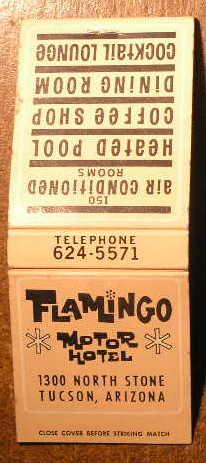 150
air conditioned
ROOMS
Heated POOL
COFFEE SHOP
DINING ROOM
COCKTAIL LOUNGE
TELEPHONE
624-5571
FLAMINGO
MOTOR
HOTEL
1300 NORTH STONE
TUCSON, ARIZONA
CLOSE COVER BEFORE STRIKING MATCH